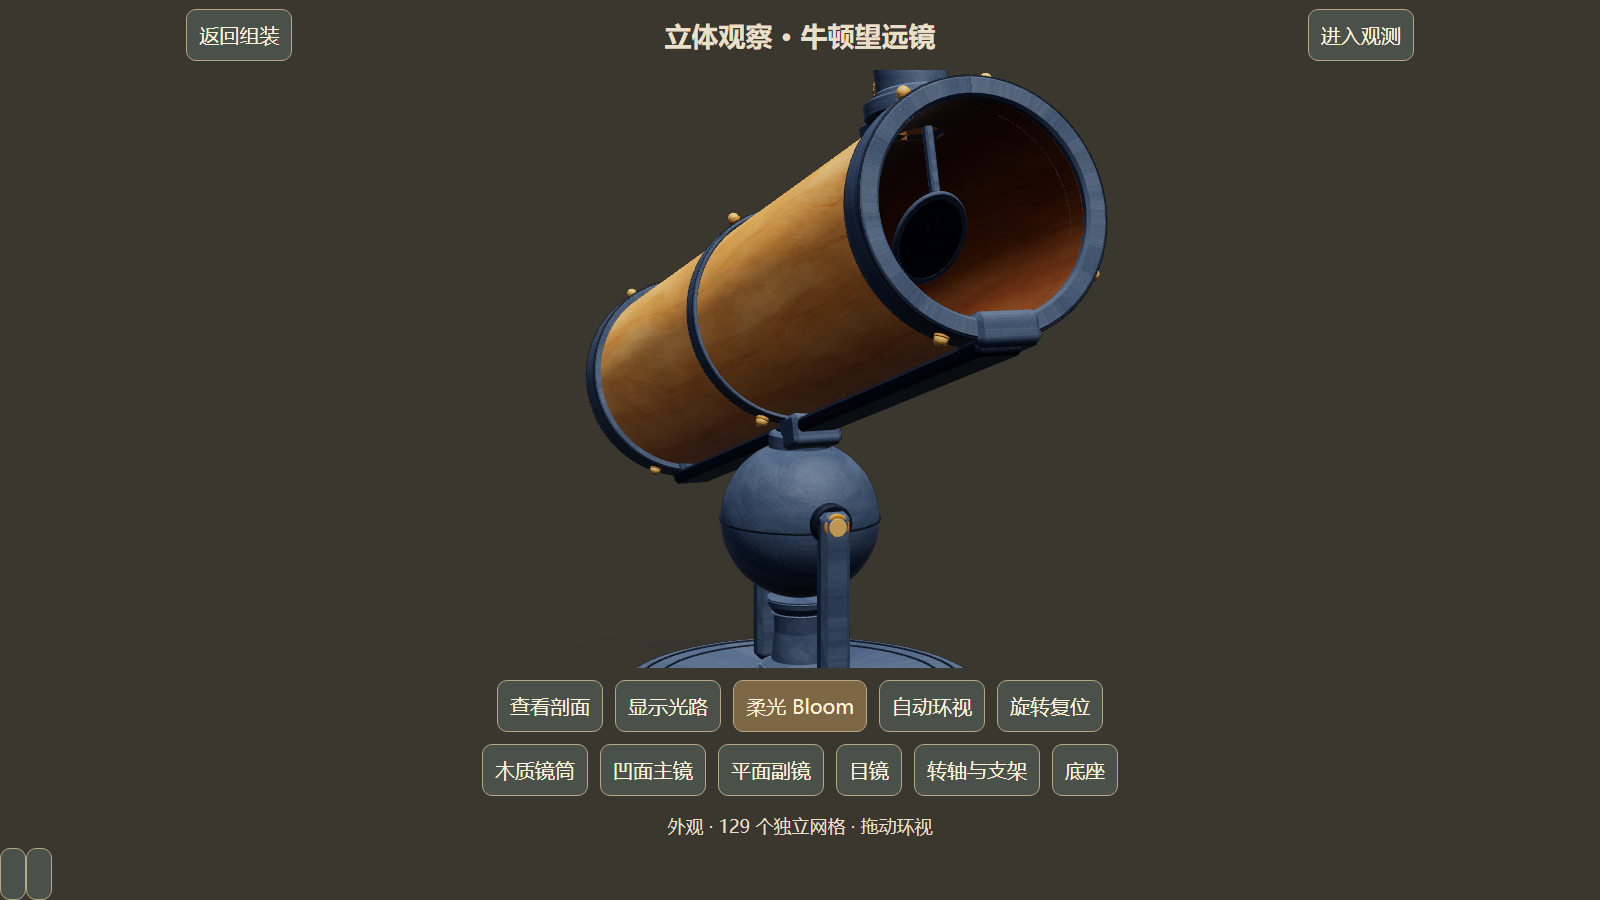 返回组装
立体观察 · 牛顿望远镜
进入观测
查看剖面
显示光路
柔光 Bloom
自动环视
旋转复位
木质镜筒
凹面主镜
平面副镜
目镜
转轴与支架
底座
外观 · 129 个独立网格 · 拖动环视